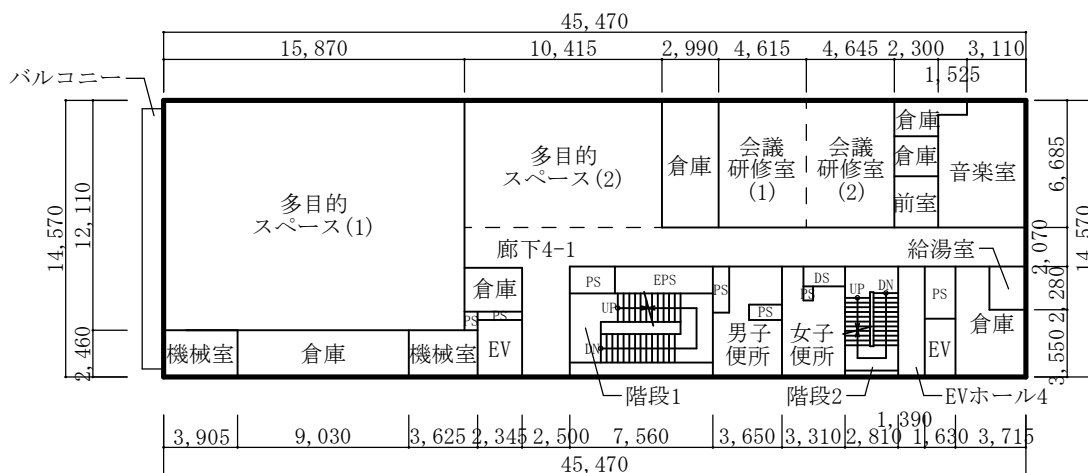 45,470
15,870
10,415
2,990
4,615
4,645
2,300
3,110
1,525
バルコニー
14,570
12,110
2,460
6,685
2,070
2,280
3,550
14,570
多目的
スペース(1)
多目的
スペース(2)
倉庫
会議
研修室
(1)
会議
研修室
(2)
倉庫
倉庫
前室
音楽室
廊下4-1
給湯室
倉庫
PS
PS
EV
PS
EPS
UP
DN
PS
PS
男子
便所
DS
PS
女子
便所
UP
DN
PS
EV
倉庫
機械室
倉庫
機械室
階段1
階段2
EVホール4
3,905
9,030
3,625
2,345
2,500
7,560
3,650
3,310
2,810
1,390
1,630
3,715
45,470